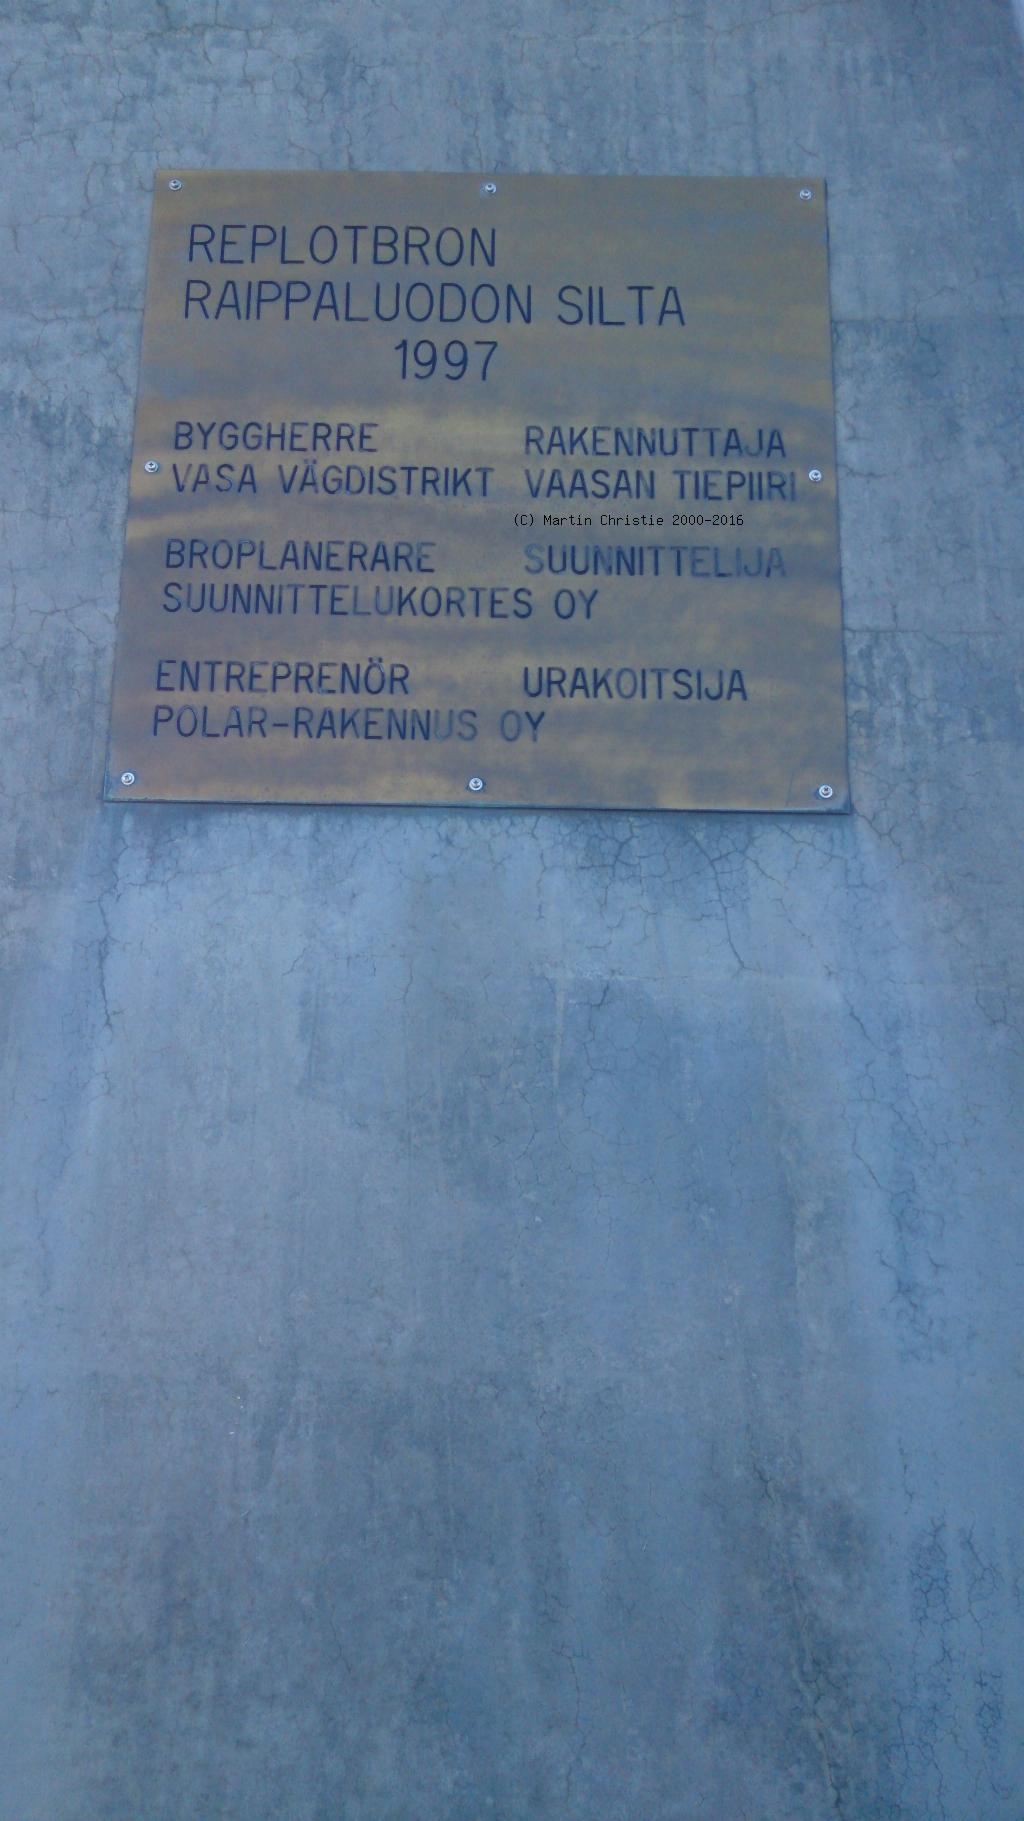 REPLOTBRON
RAIPPALUODON SILTA
1997
BYGGHERRE RAKENNUTTAJA
VASA VÄGDISTRIKT VAASAN TIEPIIRI
(C) Martin Christie 2000-2016
BROPLANERARE SUUNNITTELIJA
SUUNNITTELUKORTES OY
ENTREPRENÖR URAKOITSIJA
POLAR-RAKENNUS OY